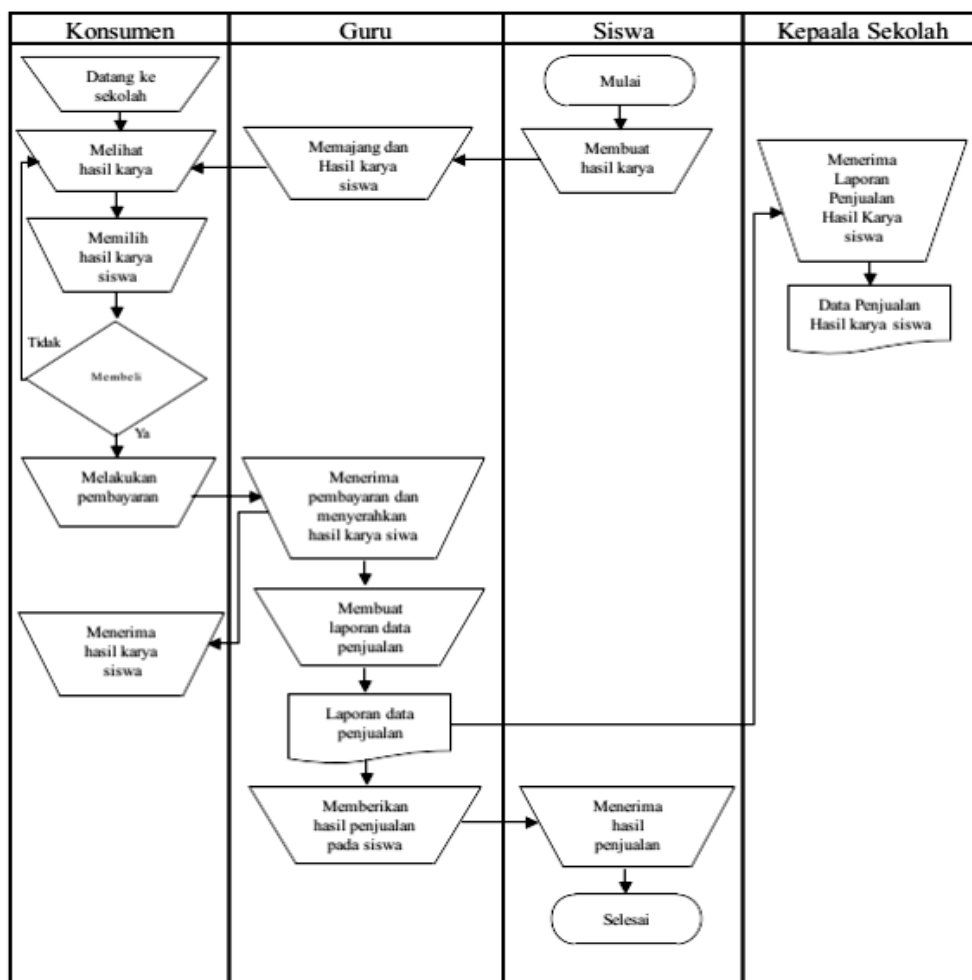 Konsumen
Guru
Siswa
Kepaala Sekolah
Datang ke
sekolah
Melihat
hasil karya
Memilih
hasil karya
siswa
Tidak
Membeli
Ya
Melakukan
pembayaran
Menerima
hasil karya
siswa
Memajang dan
Hasil karya
siswa
Menerima
pembayaran dan
menyerahkan
hasil karya siwa
Membuat
laporan data
penjualan
Laporan data
penjualan
Memberikan
hasil penjualan
pada siswa
Mulai
Membuat
hasil karya
Menerima
hasil
penjualan
Selesai
Menerima
Laporan
Penjualan
Hasil Karya
siswa
Data Penjualan
Hasil karya siswa